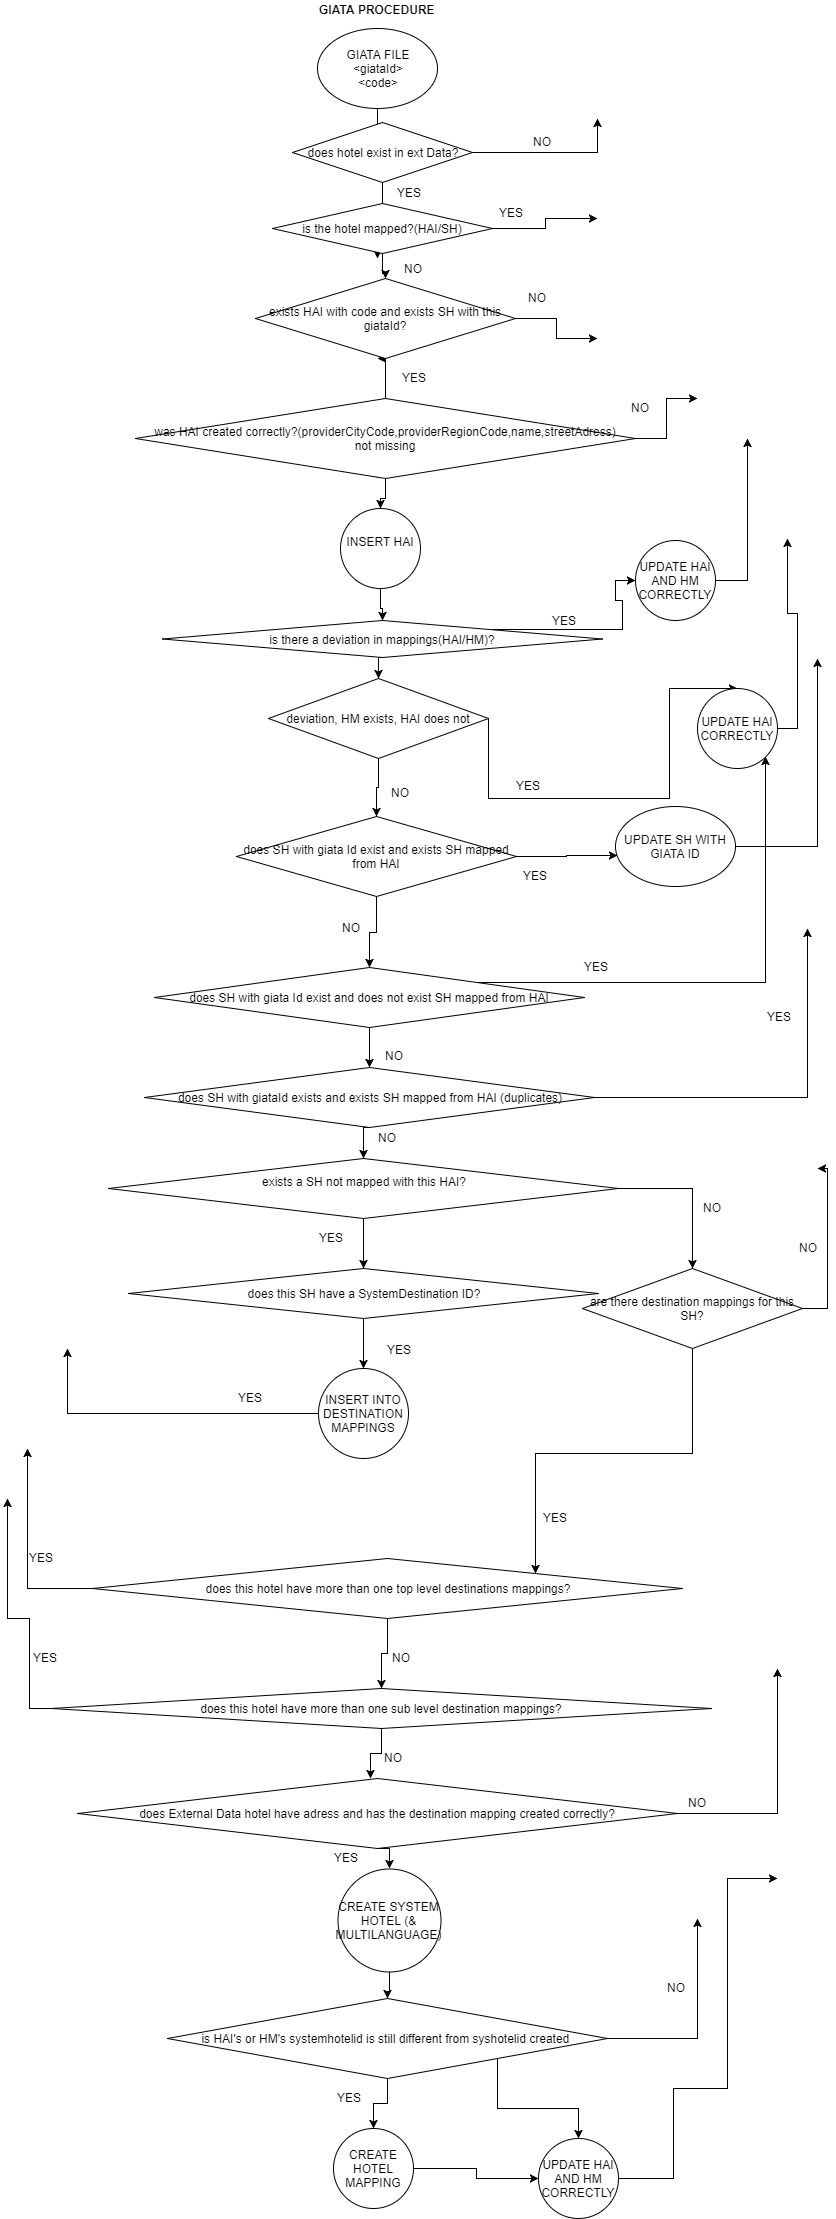 GIATA PROCEDURE
GIATA FILE
<giataId>
<code>
does hotel exist in ext Data?
NO
YES
is the hotel mapped?(HAI/SH)
YES
NO
exists HAI with code and exists SH with this
giataId?
NO
YES
was HAI created correctly?(providerCityCode,providerRegionCode,name,streetAdress)
not missing
NO
INSERT HAI
UPDATE HAI
AND HM
CORRECTLY
YES
is there a deviation in mappings(HAI/HM)?
deviation, HM exists, HAI does not
UPDATE HAI
CORRECTLY
YES
NO
does SH with giata Id exist and exists SH mapped
from HAI
UPDATE SH WITH
GIATA ID
YES
NO
YES
does SH with giata Id exist and does not exist SH mapped from HAI
YES
NO
does SH with giataId exists and exists SH mapped from HAI (duplicates)
NO
exists a SH not mapped with this HAI?
NO
YES
NO
does this SH have a SystemDestination ID?
are there destination mappings for this
SH?
YES
INSERT INTO
DESTINATION
MAPPINGS
YES
YES
YES
does this hotel have more than one top level destinations mappings?
NO
YES
does this hotel have more than one sub level destination mappings?
NO
does External Data hotel have adress and has the destination mapping created correctly?
NO
YES
CREATE SYSTEM
HOTEL (&
MULTILANGUAGE)
NO
is HAI's or HM's systemhotelid is still different from syshotelid created
YES
CREATE
HOTEL
MAPPING
UPDATE HAI
AND HM
CORRECTLY